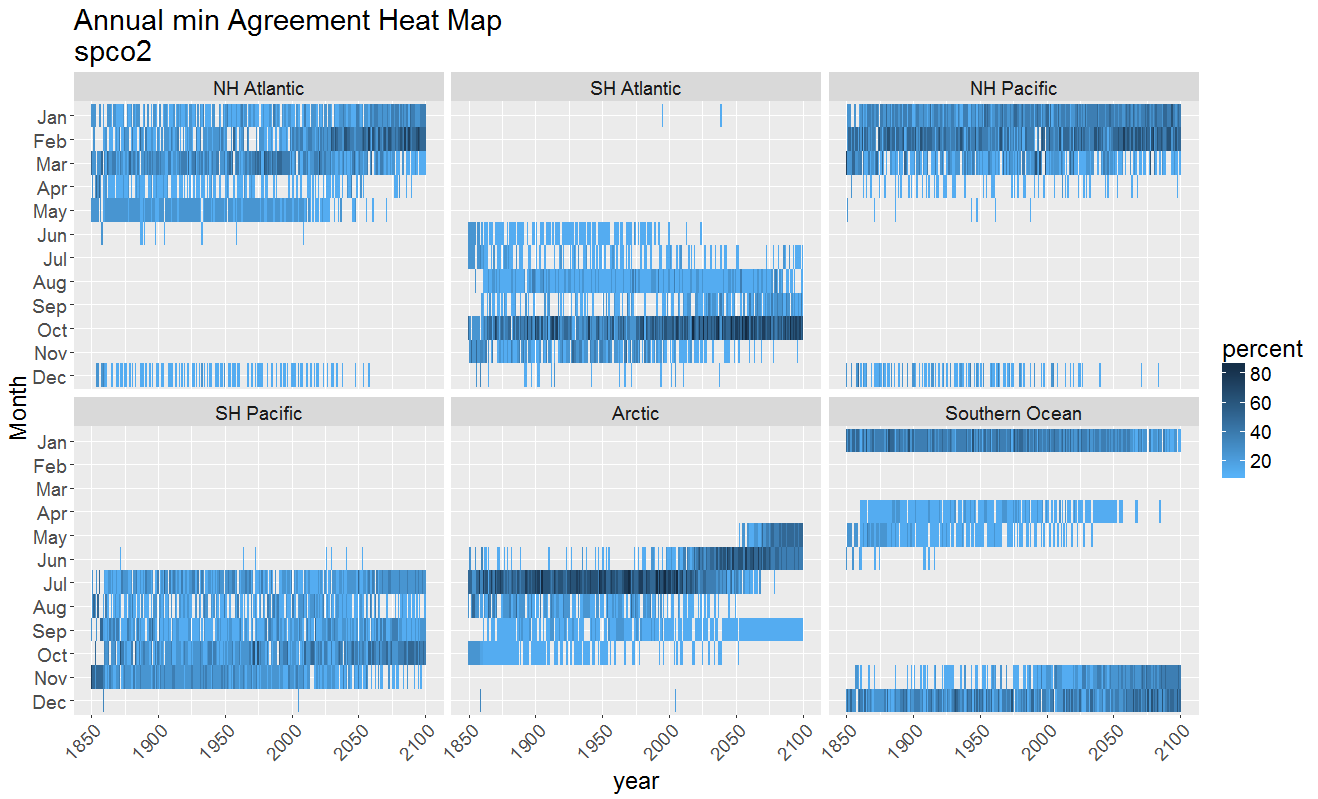 Annual min Agreement Heat Map
spco2
NH Atlantic
SH Atlantic
NH Pacific
Jan
Feb
Mar
Apr
May
Jun
Jul
Aug
Sep
Oct
Nov
Dec
Month
SH Pacific
Arctic
Southern Ocean
Jan
Feb
Mar
Apr
May
Jun
Jul
Aug
Sep
Oct
Nov
Dec
1850 1900 1950 2000 2050 2100
1850 1900 1950 2000 2050 2100
1850 1900 1950 2000 2050 2100
year
percent
80
60
40
20